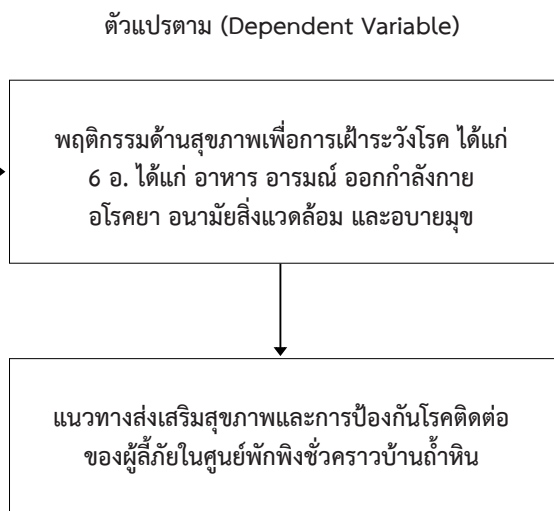 ตัวแปรตาม (Dependent Variable)
พฤติกรรมด้านสุขภาพเพื่อการเฝ้าระวังโรค ได้แก่
6 อ. ได้แก่ อาหาร อารมณ์ ออกกำลังกาย
อโรคยา อนามัยสิ่งแวดล้อม และอบายมุข
แนวทางส่งเสริมสุขภาพและการป้องกันโรคติดต่อ
ของผู้ลี้ภัยในศูนย์พักพิงชั่วคราวบ้านถ้ำหิน